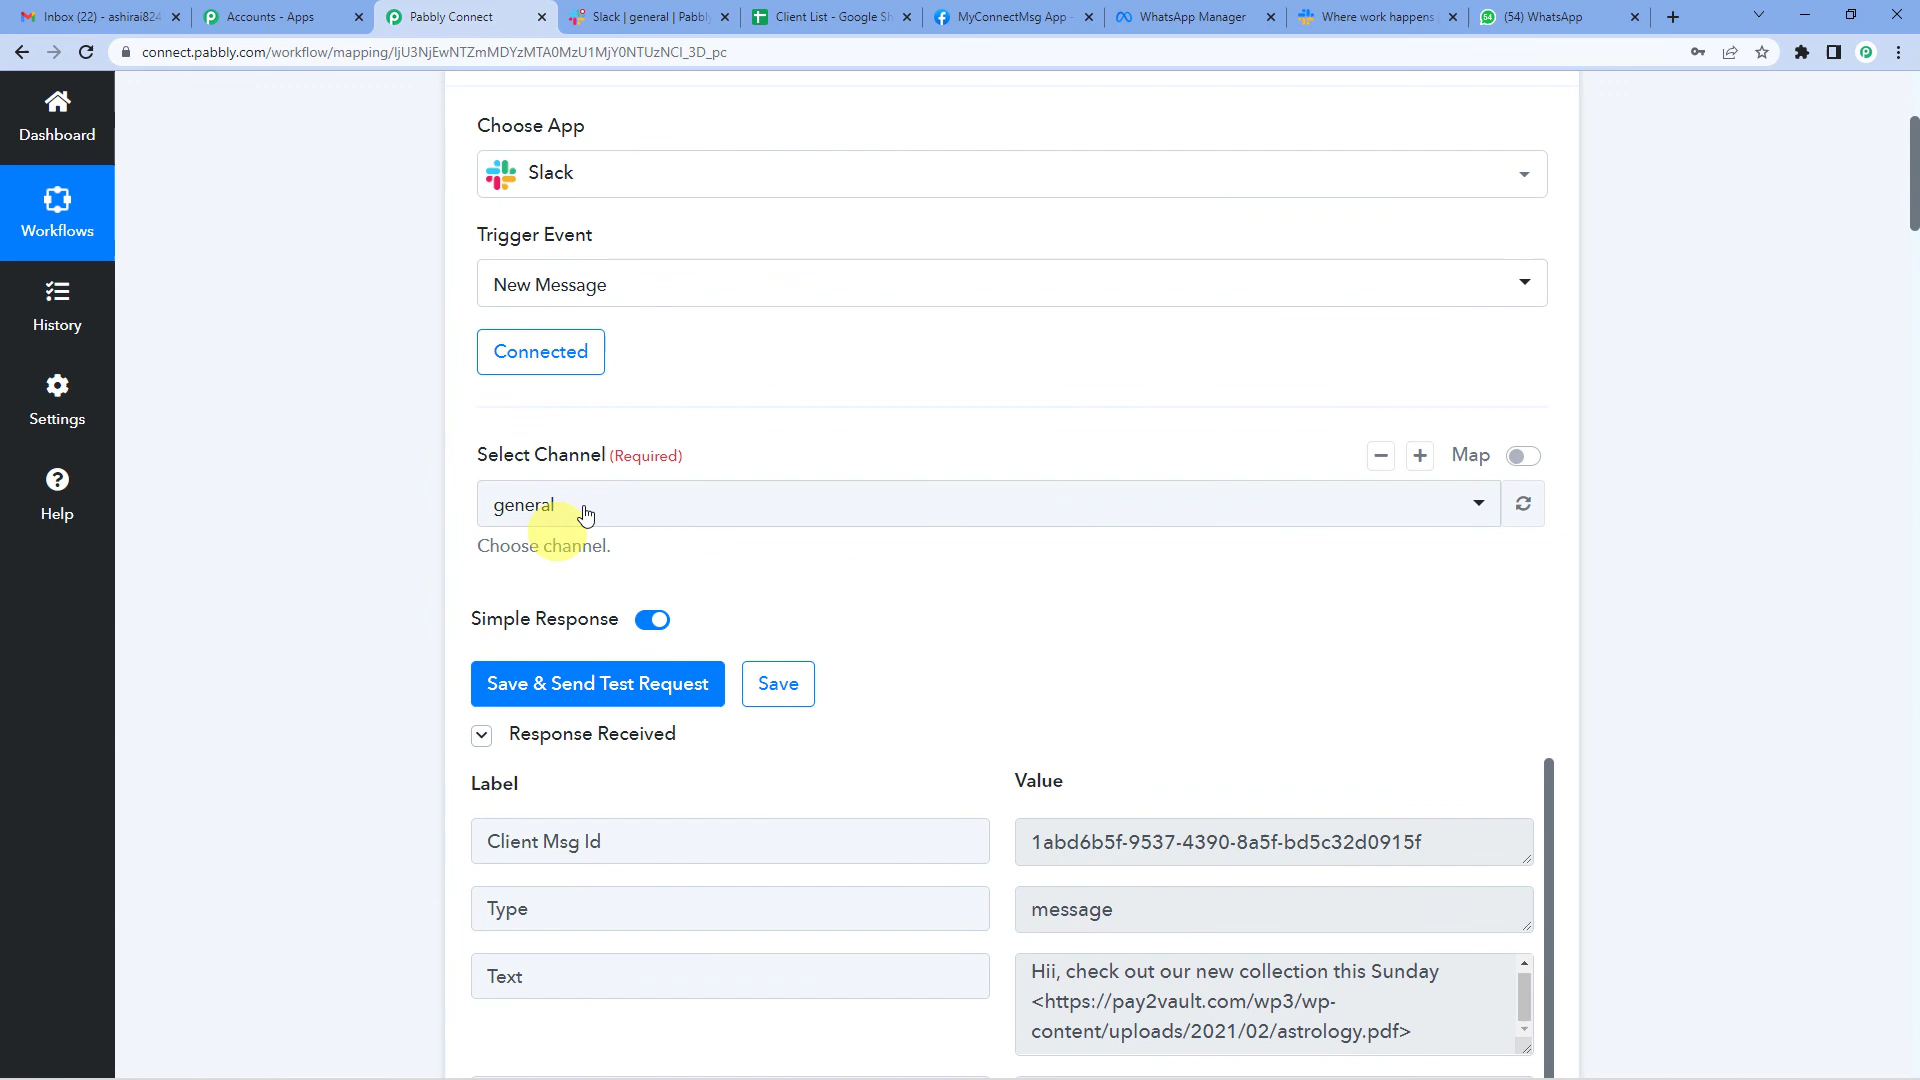 Inbox (22) - ashirai824
Accounts - Apps
Pabbly Connect
Slack | general | Pabbly
Client List - Google Sh
MyConnectMsg App -
WhatsApp Manager
Where work happens
(54) WhatsApp
connect.pabbly.com/workflow/mapping/IjU3NjEwNTZmMDYzMTA0MzU1MjY0NTUzNCI_3D_pc
Dashboard
Workflows
History
Settings
Help
Choose App
Slack
Trigger Event
New Message
Connected
Select Channel (Required)
Map
general
Choose channel.
Simple Response
Save & Send Test Request
Save
Response Received
Label
Value
Client Msg Id
1abd6b5f-9537-4390-8a5f-bd5c32d0915f
Type
message
Text
Hii, check out our new collection this Sunday
<https://pay2vault.com/wp3/wp-
content/uploads/2021/02/astrology.pdf>